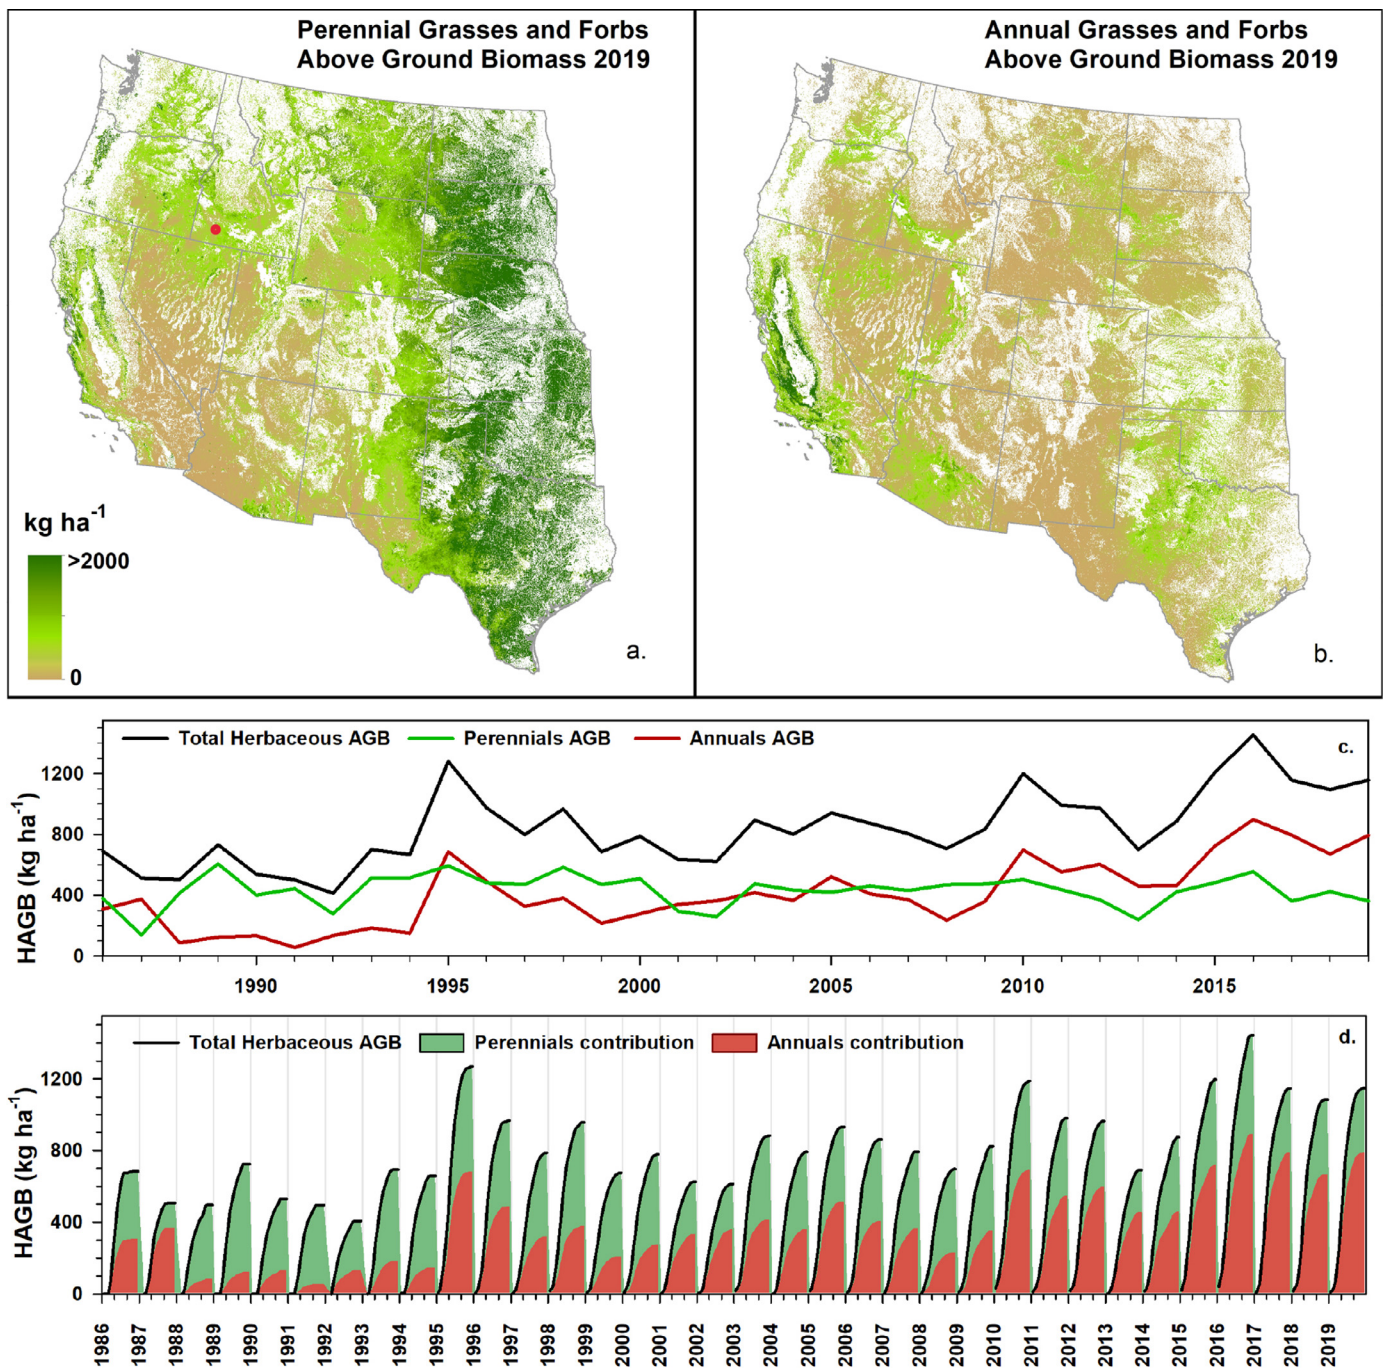 Perennial Grasses and Forbs
Above Ground Biomass 2019
Annual Grasses and Forbs
Above Ground Biomass 2019
kg ha⁻¹
>2000
0
a.
b.
Total Herbaceous AGB
Perennials AGB
Annuals AGB
c.
HAGB (kg ha⁻¹)
1200
800
400
0
1990
1995
2000
2005
2010
2015
Total Herbaceous AGB
Perennials contribution
Annuals contribution
d.
HAGB (kg ha⁻¹)
1200
800
400
0
1986
1987
1988
1989
1990
1991
1992
1993
1994
1995
1996
1997
1998
1999
2000
2001
2002
2003
2004
2005
2006
2007
2008
2009
2010
2011
2012
2013
2014
2015
2016
2017
2018
2019